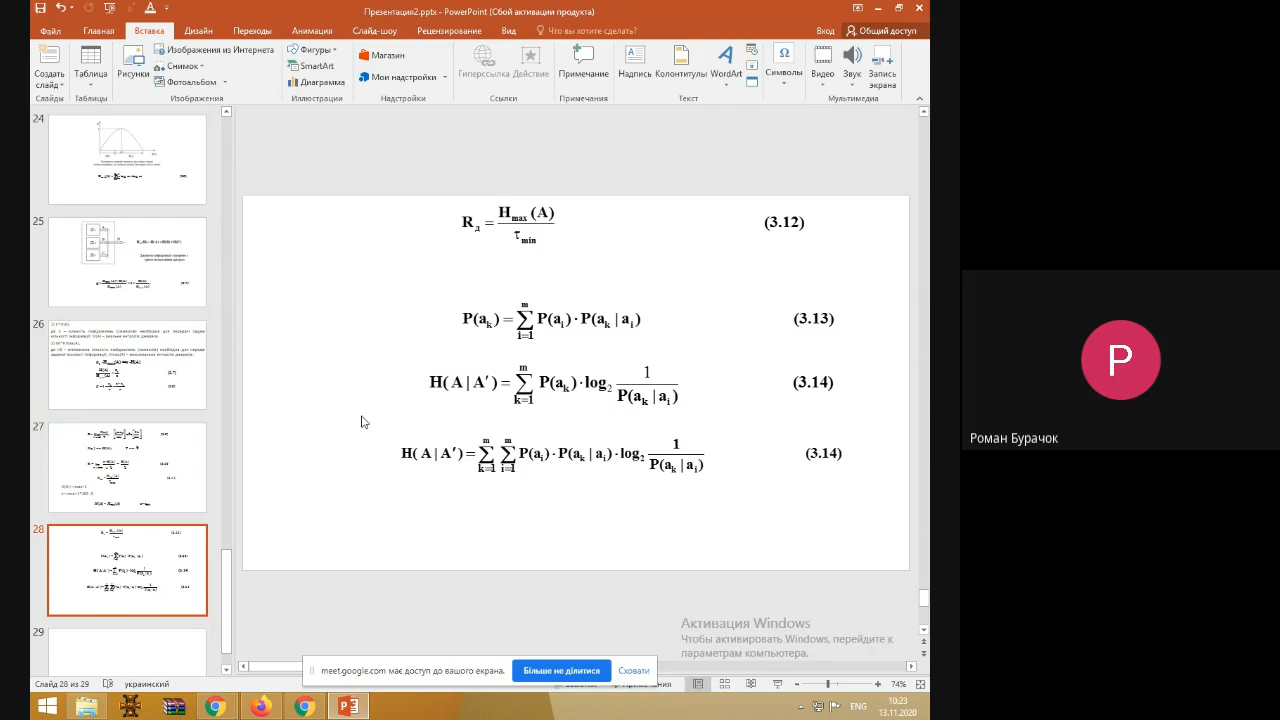 Презентация2.pptx - PowerPoint (Сбой активации продукта)
Файл Главная Вставка Дизайн Переходы Анимация Слайд-шоу Рецензирование Вид Что вы хотите сделать? Вход Общий доступ
Создать слайд
Таблица
Рисунки
Изображения из Интернета
Снимок
Фотоальбом
Фигуры
SmartArt
Диаграмма
Магазин
Мои надстройки
Гиперссылка Действие
Примечание
Надпись Колонтитулы WordArt
Символы
Видео Звук Запись экрана
Слайды Таблицы Изображения Иллюстрации Надстройки Ссылки Примечания Текст Мультимедиа
24
25
26
27
28
29
R_д = H_max (A) / τ_min (3.12)
P(a_k) = ∑_{i=1}^{m} P(a_i) · P(a_k | a_i) (3.13)
H( A | A′ ) = ∑_{k=1}^{m} P(a_k) · log_2 1 / P(a_k | a_i) (3.14)
H( A | A′ ) = ∑_{k=1}^{m} ∑_{i=1}^{m} P(a_i) · P(a_k | a_i) · log_2 1 / P(a_k | a_i) (3.14)
P
Роман Бурачок
Активация Windows
Чтобы активировать Windows, перейдите к
параметрам компьютера.
meet.google.com має доступ до вашого екрана. Більше не ділитися Сховати
Слайд 28 из 29 украинский 74%
ENG
10:23
13.11.2020